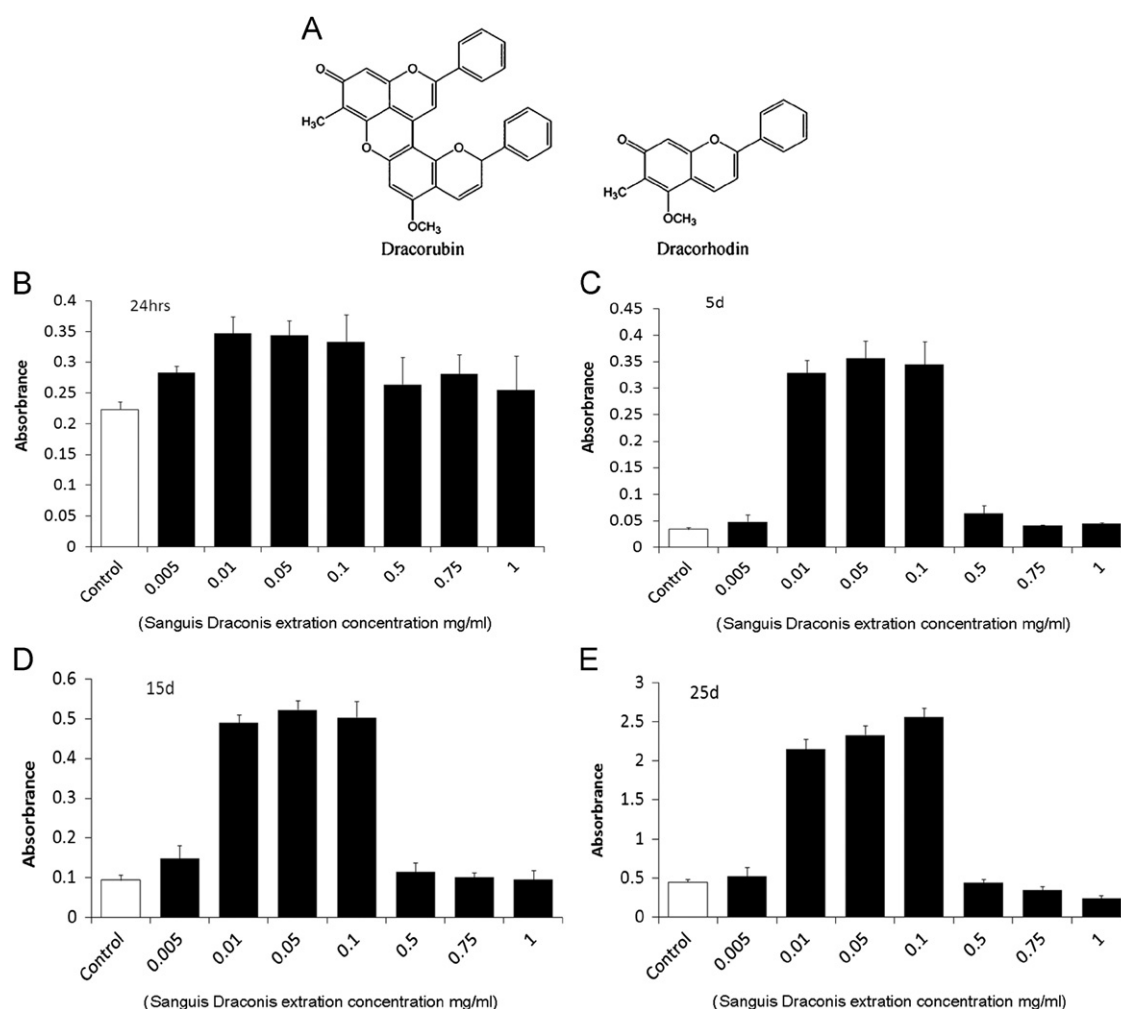 A
O
O
H₃C
O
O
OCH₃
Dracorubin
O
O
H₃C
OCH₃
Dracorhodin
B
24hrs
Absorbrance
0.4
0.35
0.3
0.25
0.2
0.15
0.1
0.05
0
Control 0.005 0.01 0.05 0.1 0.5 0.75 1
(Sanguis Draconis extration concentration mg/ml)
C
5d
Absorbrance
0.45
0.4
0.35
0.3
0.25
0.2
0.15
0.1
0.05
0
Control 0.005 0.01 0.05 0.1 0.5 0.75 1
(Sanguis Draconis extration concentration mg/ml)
D
15d
Absorbrance
0.6
0.5
0.4
0.3
0.2
0.1
0
Control 0.005 0.01 0.05 0.1 0.5 0.75 1
(Sanguis Draconis extration concentration mg/ml)
E
25d
Absorbrance
3
2.5
2
1.5
1
0.5
0
Control 0.005 0.01 0.05 0.1 0.5 0.75 1
(Sanguis Draconis extration concentration mg/ml)